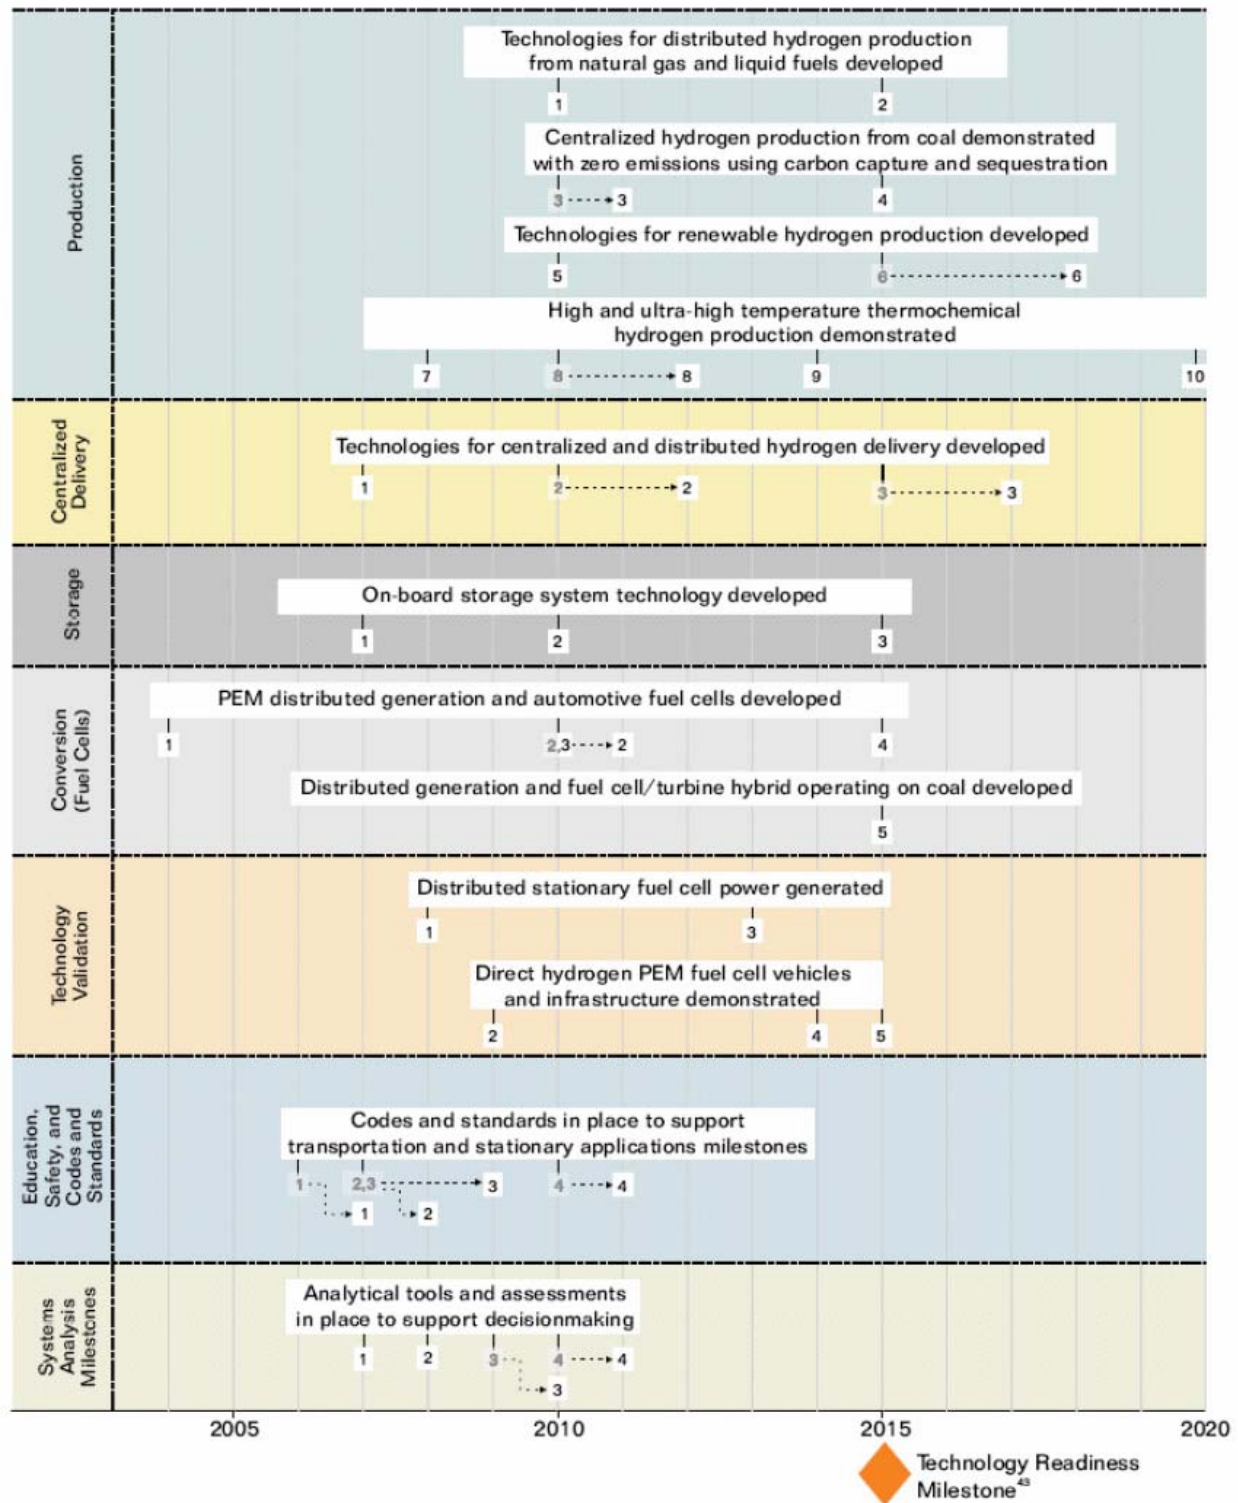 Production
Technologies for distributed hydrogen production
from natural gas and liquid fuels developed
1 2
Centralized hydrogen production from coal demonstrated
with zero emissions using carbon capture and sequestration
3 3 4
Technologies for renewable hydrogen production developed
5 6 6
High and ultra-high temperature thermochemical
hydrogen production demonstrated
7 8 8 9 10
Centralized
Delivery
Technologies for centralized and distributed hydrogen delivery developed
1 2 2 3 3
Storage
On-board storage system technology developed
1 2 3
Conversion
(Fuel Cells)
PEM distributed generation and automotive fuel cells developed
1 2,3 2 4
Distributed generation and fuel cell/turbine hybrid operating on coal developed
5
Technology
Validation
Distributed stationary fuel cell power generated
1 3
Direct hydrogen PEM fuel cell vehicles
and infrastructure demonstrated
2 4 5
Education,
Safety, and
Codes and
Standards
Codes and standards in place to support
transportation and stationary applications milestones
1 2,3 3 4 4
1 2
Systems
Analysis
Milestones
Analytical tools and assessments
in place to support decisionmaking
1 2 3 4 4
3
2005 2010 2015 2020
Technology Readiness
Milestone43